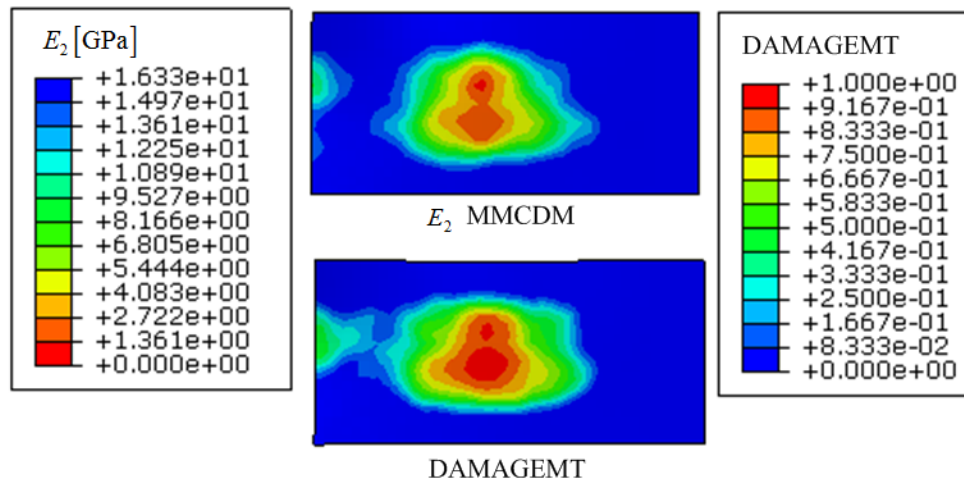 E₂ [GPa]
+1.633e+01
+1.497e+01
+1.361e+01
+1.225e+01
+1.089e+01
+9.527e+00
+8.166e+00
+6.805e+00
+5.444e+00
+4.083e+00
+2.722e+00
+1.361e+00
+0.000e+00
E₂ MMCDM
DAMAGEMT
DAMAGEMT
+1.000e+00
+9.167e-01
+8.333e-01
+7.500e-01
+6.667e-01
+5.833e-01
+5.000e-01
+4.167e-01
+3.333e-01
+2.500e-01
+1.667e-01
+8.333e-02
+0.000e+00